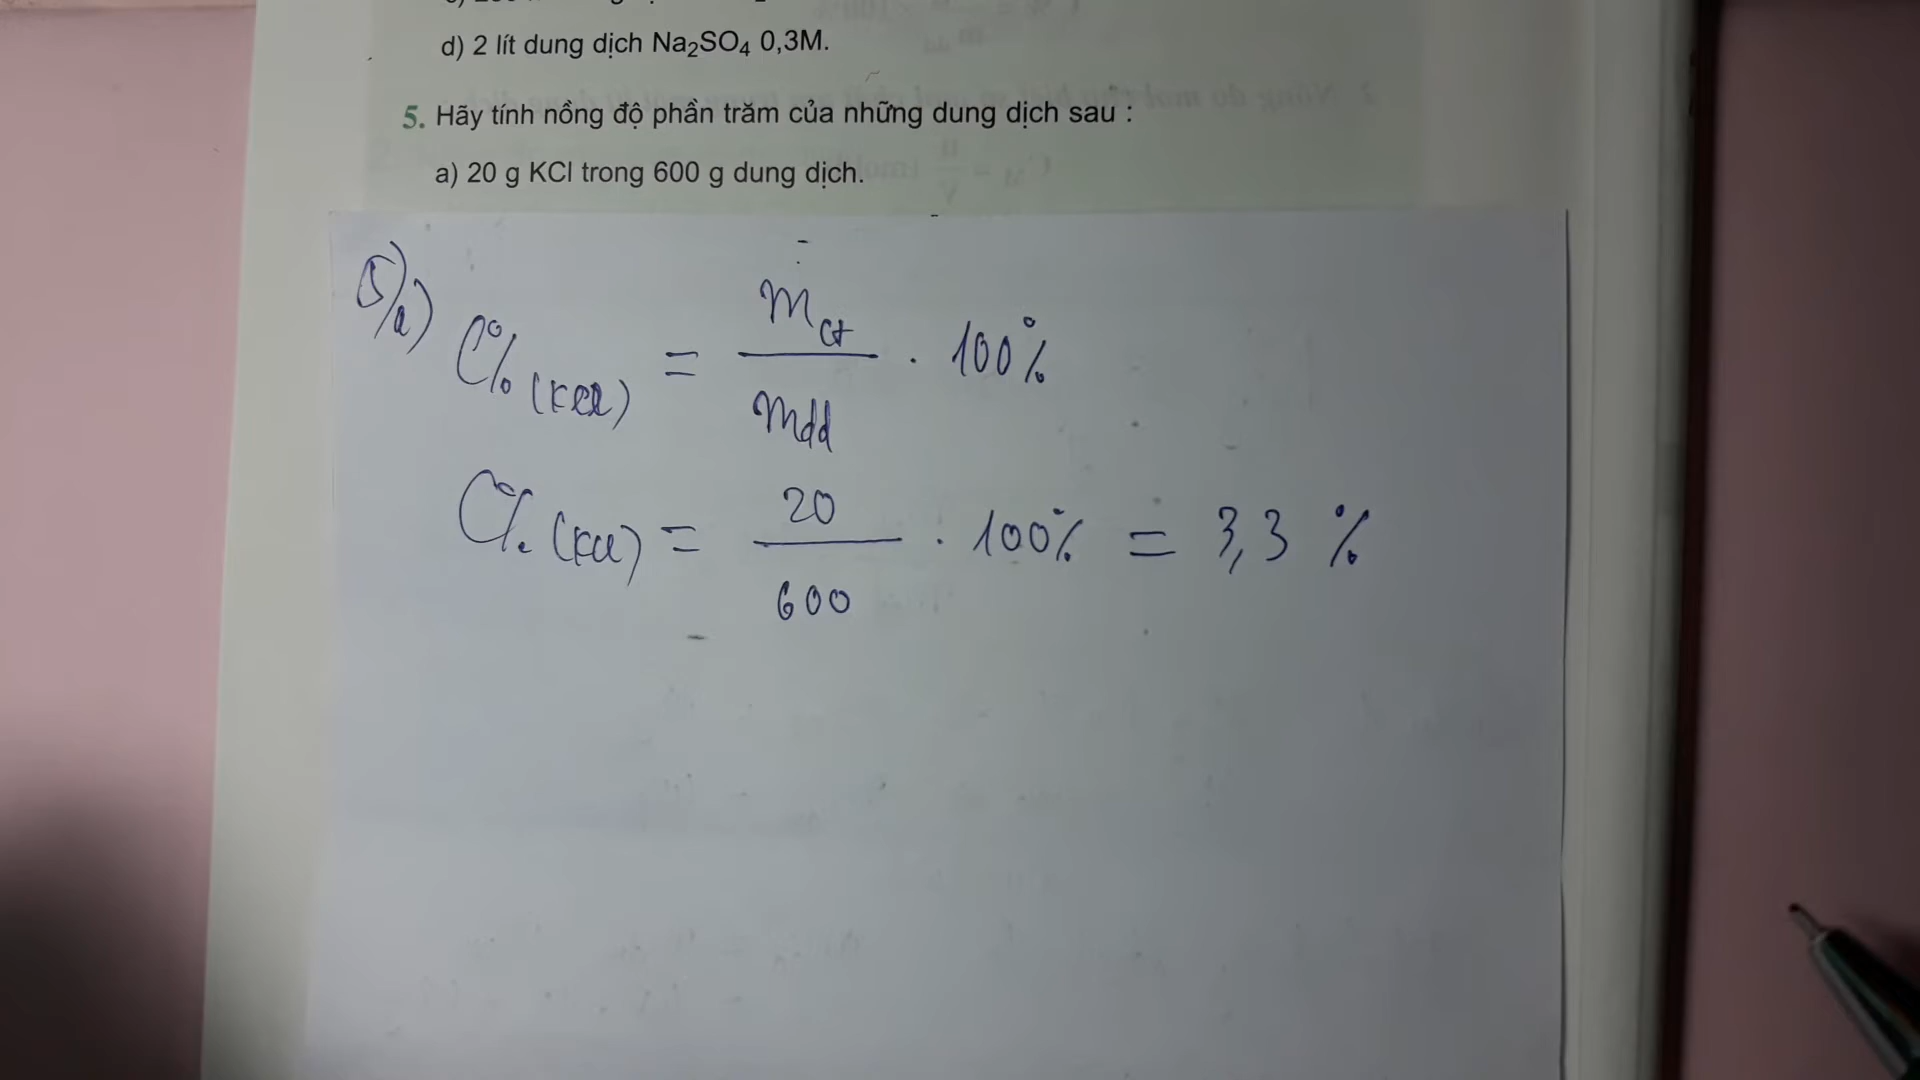 d) 2 lít dung dịch Na₂SO₄ 0,3M.
5. Hãy tính nồng độ phần trăm của những dung dịch sau :
a) 20 g KCl trong 600 g dung dịch.
5/a) C% (KCl) = mct / mdd . 100%
C% (KCl) = 20 / 600 . 100% = 3,3 %